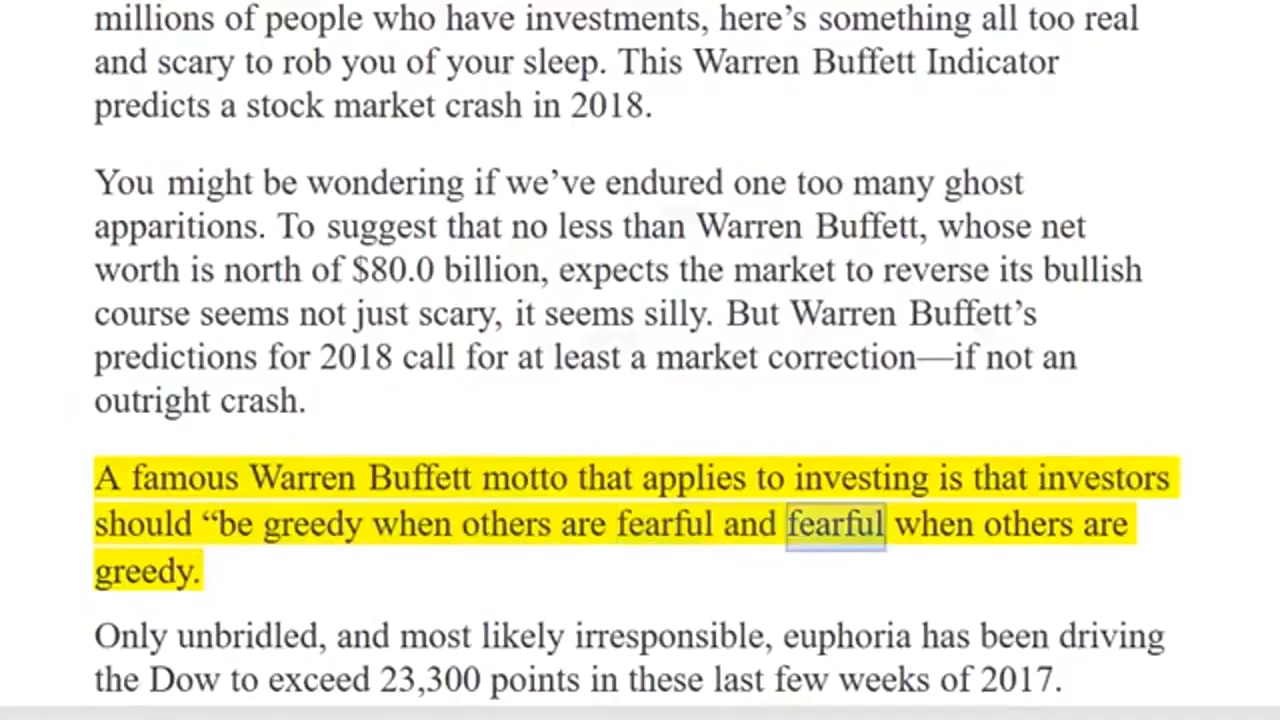 millions of people who have investments, here’s something all too real
and scary to rob you of your sleep. This Warren Buffett Indicator
predicts a stock market crash in 2018.
You might be wondering if we’ve endured one too many ghost
apparitions. To suggest that no less than Warren Buffett, whose net
worth is north of $80.0 billion, expects the market to reverse its bullish
course seems not just scary, it seems silly. But Warren Buffett’s
predictions for 2018 call for at least a market correction—if not an
outright crash.
A famous Warren Buffett motto that applies to investing is that investors
should “be greedy when others are fearful and fearful when others are
greedy.
Only unbridled, and most likely irresponsible, euphoria has been driving
the Dow to exceed 23,300 points in these last few weeks of 2017.